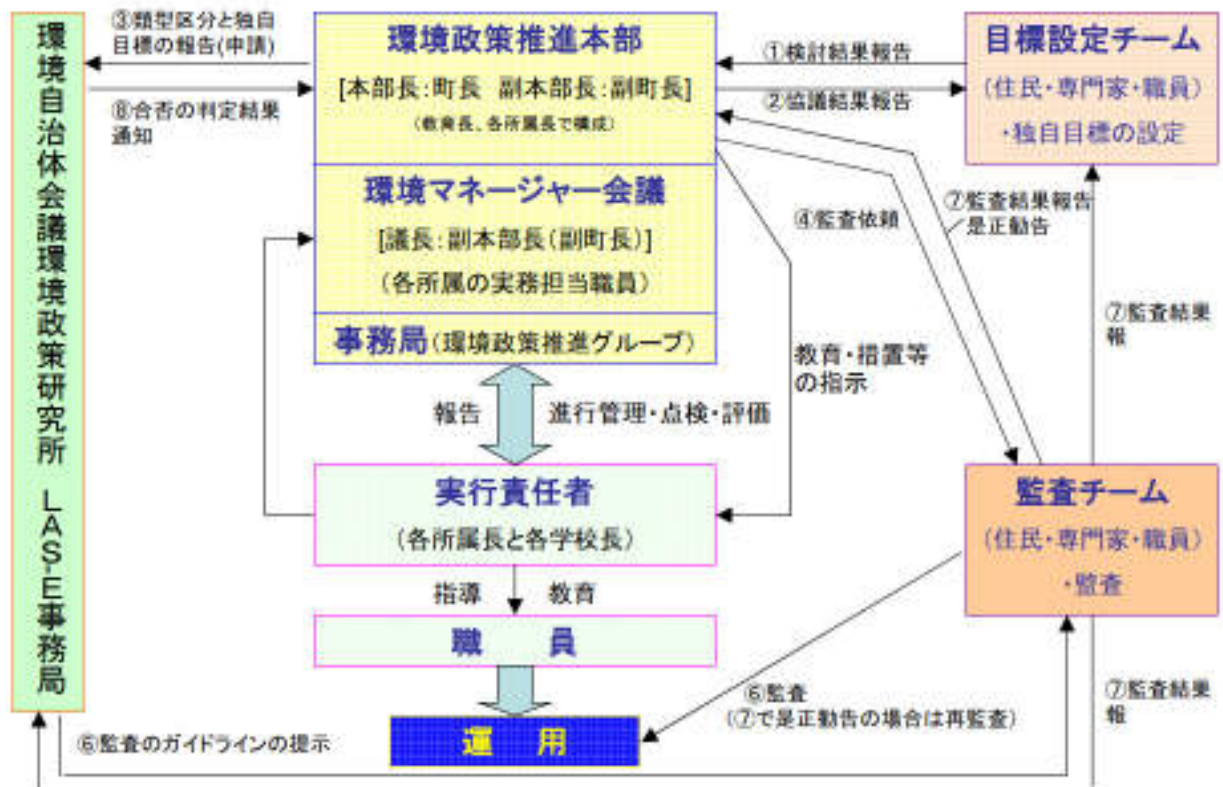 ③類型区分と独自
目標の報告(申請)
⑧合否の判定結果
通知
環境自治体会議環境政策研究所 LAS-E事務局
環境政策推進本部
[本部長:町長 副本部長:副町長]
(教育長、各所属長で構成)
環境マネージャー会議
[議長:副本部長(副町長)]
(各所属の実務担当職員)
事務局(環境政策推進グループ)
①検討結果報告
②協議結果報告
目標設定チーム
(住民・専門家・職員)
・独自目標の設定
④監査依頼
⑦監査結果報告
是正勧告
⑦監査結果
報
教育・措置等
の指示
報告
進行管理・点検・評価
実行責任者
(各所属長と各学校長)
指導
教育
職 員
運 用
監査チーム
(住民・専門家・職員)
・監査
⑥監査
(⑦で是正勧告の場合は再監査)
⑦監査結果
報
⑥監査のガイドラインの提示